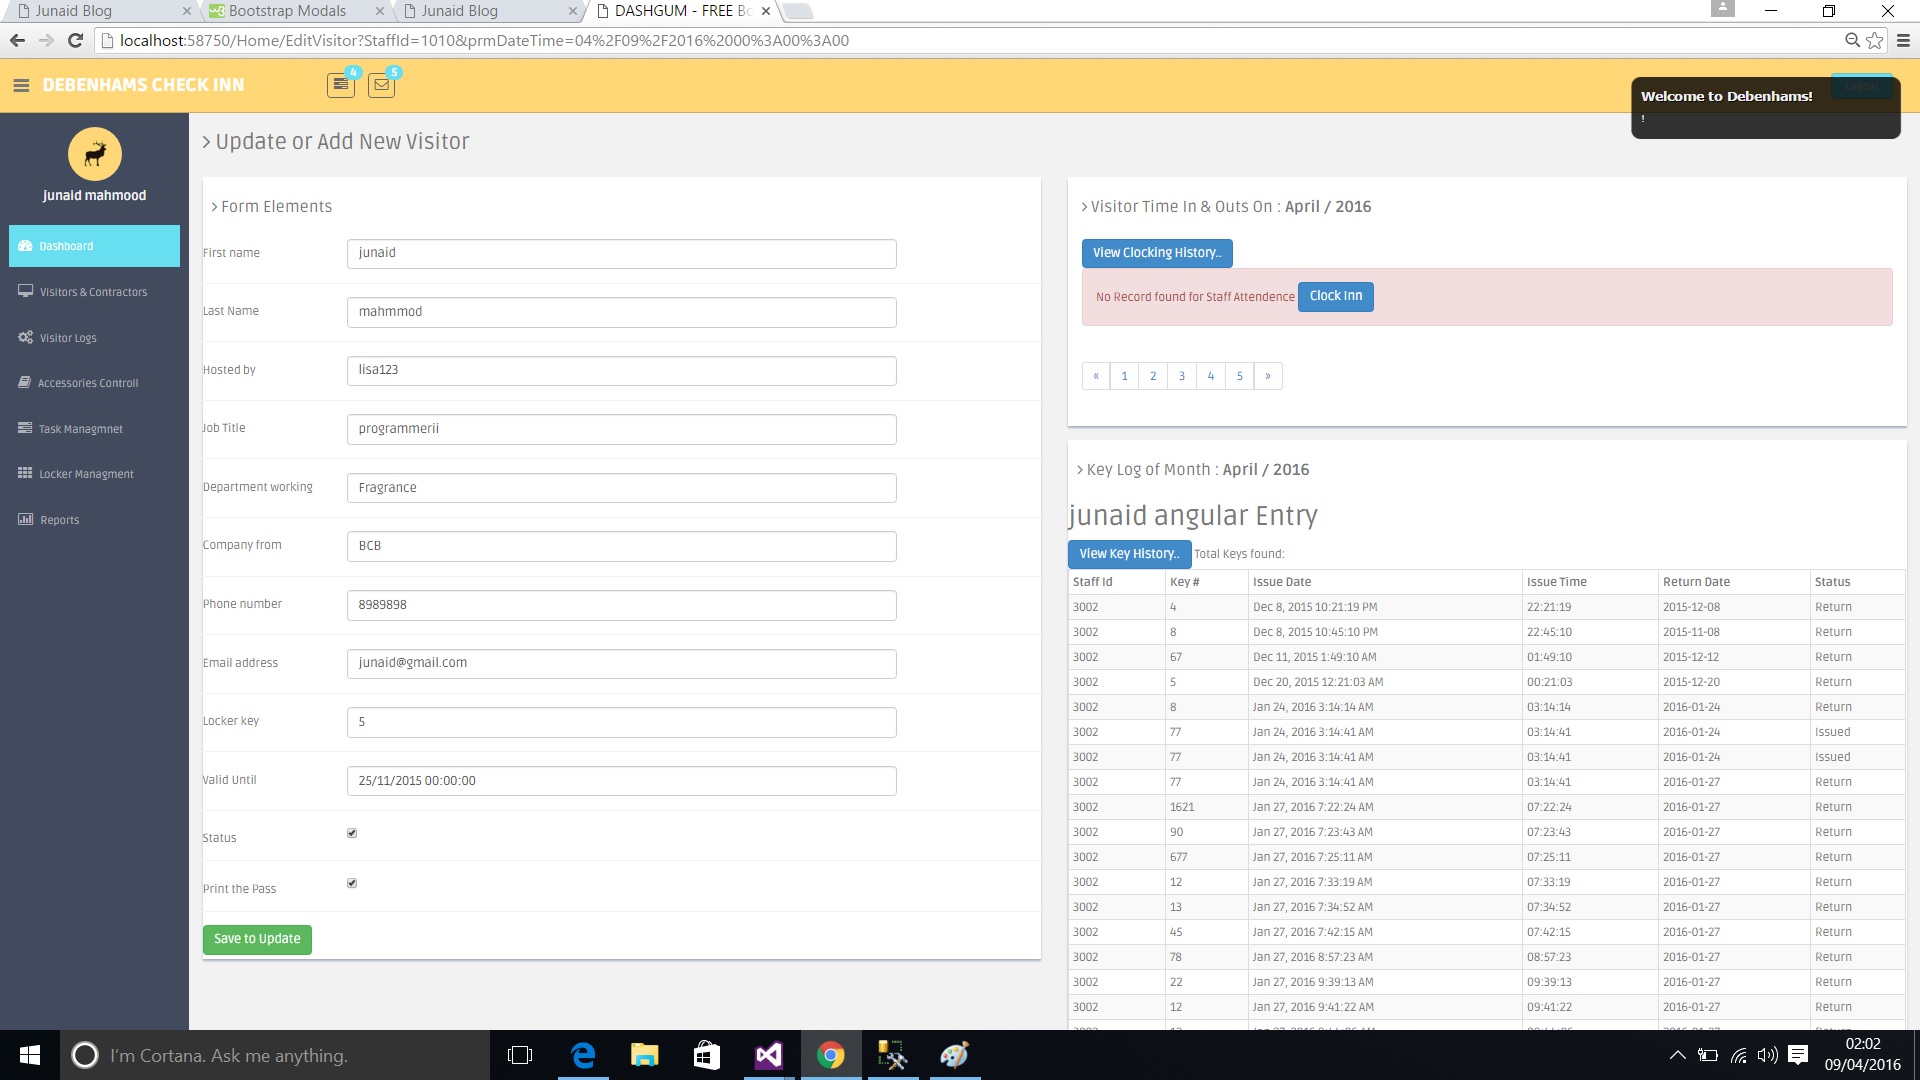 Junaid Blog
Bootstrap Modals
Junaid Blog
DASHGUM - FREE Bo
localhost:58750/Home/EditVisitor?StaffId=1010&prmDateTime=04%2F09%2F2016%2000%3A00%3A00
DEBENHAMS CHECK INN
4
5
Welcome to Debenhams!
!
junaid mahmood
Dashboard
Visitors & Contractors
Visitor Logs
Accessories Controll
Task Managmnet
Locker Managment
Reports
Update or Add New Visitor
Form Elements
First name junaid
Last Name mahmmod
Hosted by lisa123
Job Title programmerii
Department working Fragrance
Company from BCB
Phone number 8989898
Email address junaid@gmail.com
Locker key 5
Valid Until 25/11/2015 00:00:00
Status
Print the Pass
Save to Update
Visitor Time In & Outs On : April / 2016
View Clocking History..
No Record found for Staff Attendence Clock Inn
« 1 2 3 4 5 »
Key Log of Month : April / 2016
junaid angular Entry
View Key History.. Total Keys found:
Staff Id Key # Issue Date Issue Time Return Date Status
3002 4 Dec 8, 2015 10:21:19 PM 22:21:19 2015-12-08 Return
3002 8 Dec 8, 2015 10:45:10 PM 22:45:10 2015-11-08 Return
3002 67 Dec 11, 2015 1:49:10 AM 01:49:10 2015-12-12 Return
3002 5 Dec 20, 2015 12:21:03 AM 00:21:03 2015-12-20 Return
3002 8 Jan 24, 2016 3:14:14 AM 03:14:14 2016-01-24 Return
3002 77 Jan 24, 2016 3:14:41 AM 03:14:41 2016-01-24 Issued
3002 77 Jan 24, 2016 3:14:41 AM 03:14:41 2016-01-24 Issued
3002 77 Jan 24, 2016 3:14:41 AM 03:14:41 2016-01-27 Return
3002 1621 Jan 27, 2016 7:22:24 AM 07:22:24 2016-01-27 Return
3002 90 Jan 27, 2016 7:23:43 AM 07:23:43 2016-01-27 Return
3002 677 Jan 27, 2016 7:25:11 AM 07:25:11 2016-01-27 Return
3002 12 Jan 27, 2016 7:33:19 AM 07:33:19 2016-01-27 Return
3002 13 Jan 27, 2016 7:34:52 AM 07:34:52 2016-01-27 Return
3002 45 Jan 27, 2016 7:42:15 AM 07:42:15 2016-01-27 Return
3002 78 Jan 27, 2016 8:57:23 AM 08:57:23 2016-01-27 Return
3002 22 Jan 27, 2016 9:39:13 AM 09:39:13 2016-01-27 Return
3002 12 Jan 27, 2016 9:41:22 AM 09:41:22 2016-01-27 Return
I'm Cortana. Ask me anything.
02:02
09/04/2016